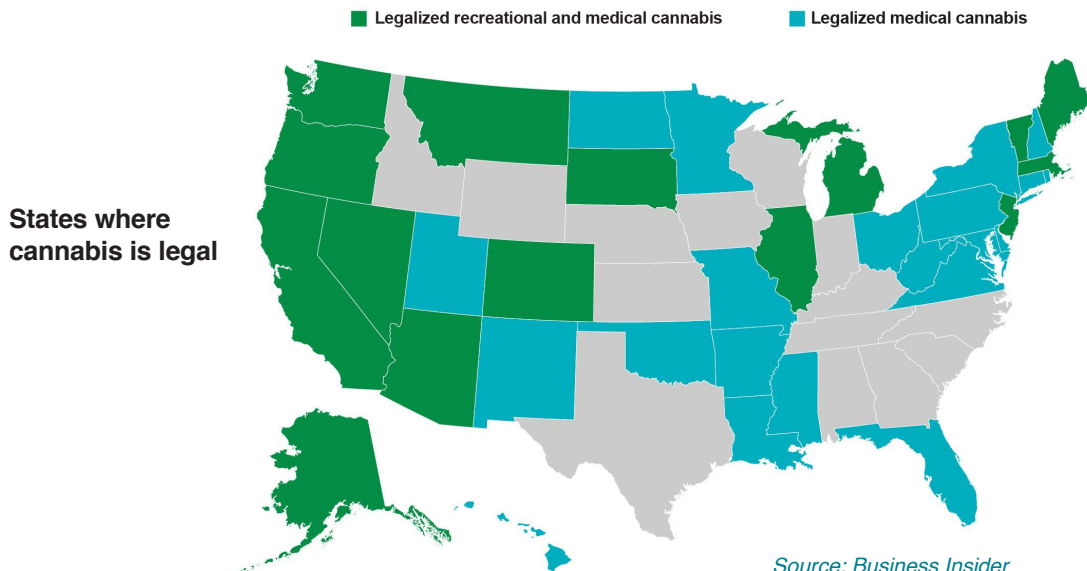 Legalized recreational and medical cannabis
Legalized medical cannabis
States where
cannabis is legal
Source: Business Insider